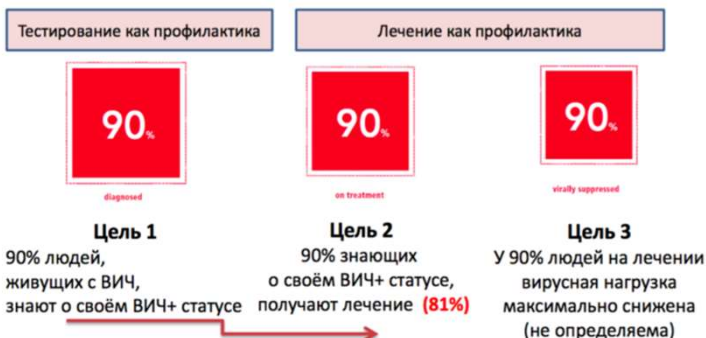 Тестирование как профилактика
Лечение как профилактика
90%
diagnosed
Цель 1
90% людей,
живущих с ВИЧ,
знают о своём ВИЧ+ статусе
90%
on treatment
Цель 2
90% знающих
о своём ВИЧ+ статусе,
получают лечение (81%)
90%
virally suppressed
Цель 3
У 90% людей на лечении
вирусная нагрузка
максимально снижена
(не определяема)